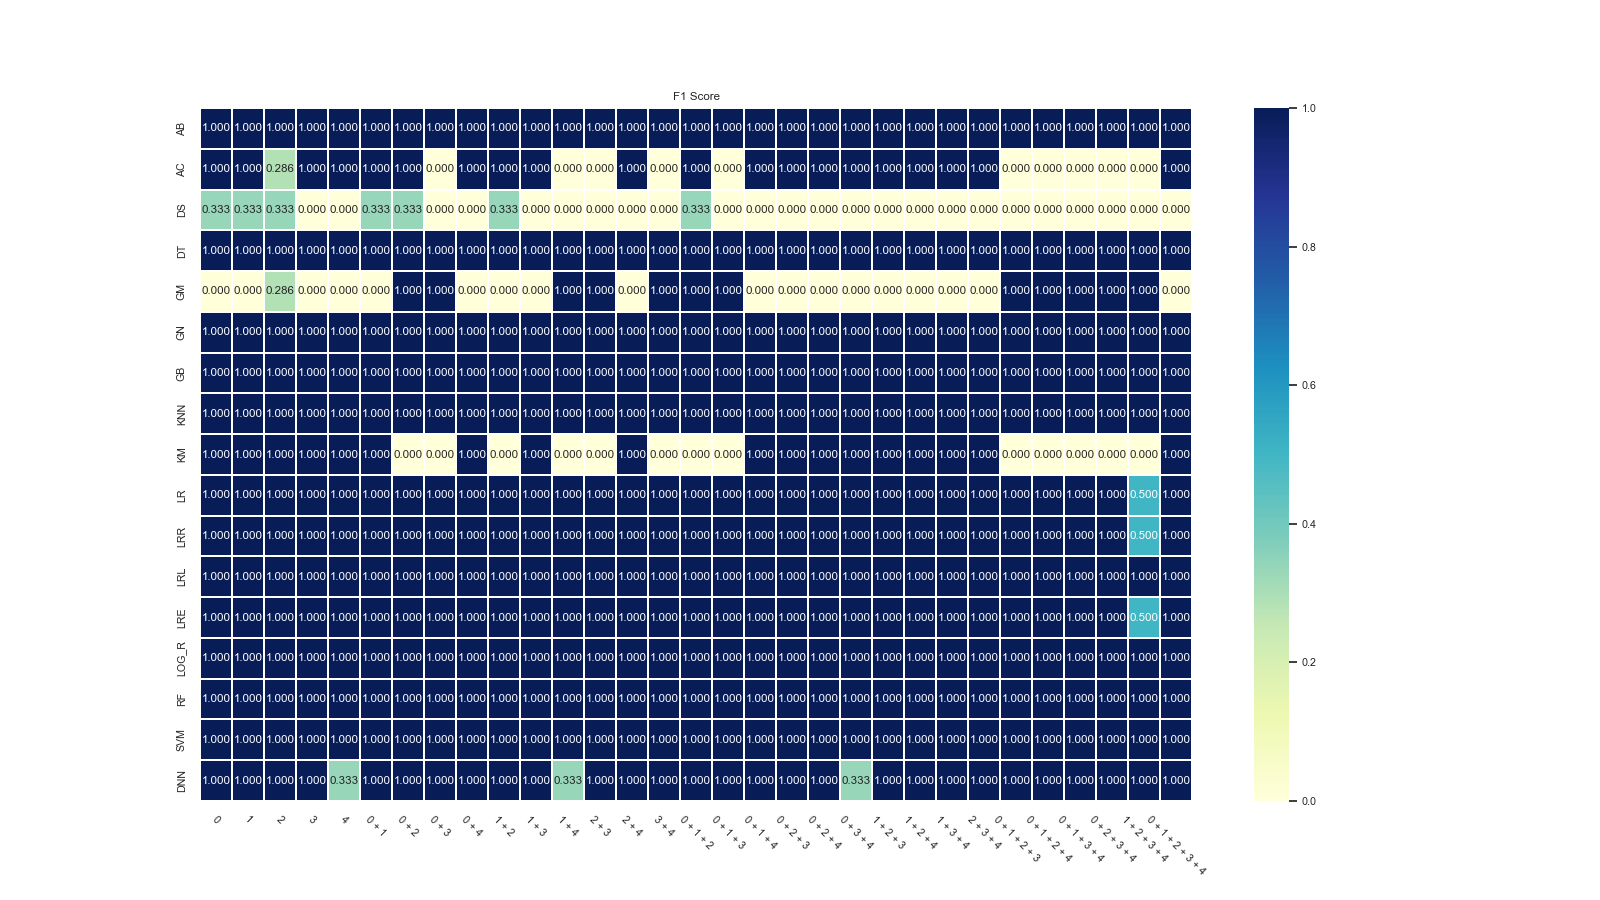 F1 Score
AB 1.000 1.000 1.000 1.000 1.000 1.000 1.000 1.000 1.000 1.000 1.000 1.000 1.000 1.000 1.000 1.000 1.000 1.000 1.000 1.000 1.000 1.000 1.000 1.000 1.000 1.000 1.000 1.000 1.000 1.000 1.000
AC 1.000 1.000 0.286 1.000 1.000 1.000 1.000 0.000 1.000 1.000 1.000 0.000 0.000 1.000 0.000 1.000 0.000 1.000 1.000 1.000 1.000 1.000 1.000 1.000 1.000 0.000 0.000 0.000 0.000 0.000 1.000
DS 0.333 0.333 0.333 0.000 0.000 0.333 0.333 0.000 0.000 0.333 0.000 0.000 0.000 0.000 0.000 0.333 0.000 0.000 0.000 0.000 0.000 0.000 0.000 0.000 0.000 0.000 0.000 0.000 0.000 0.000 0.000
DT 1.000 1.000 1.000 1.000 1.000 1.000 1.000 1.000 1.000 1.000 1.000 1.000 1.000 1.000 1.000 1.000 1.000 1.000 1.000 1.000 1.000 1.000 1.000 1.000 1.000 1.000 1.000 1.000 1.000 1.000 1.000
GM 0.000 0.000 0.286 0.000 0.000 0.000 1.000 1.000 0.000 0.000 0.000 1.000 1.000 0.000 1.000 1.000 1.000 0.000 0.000 0.000 0.000 0.000 0.000 0.000 0.000 1.000 1.000 1.000 1.000 1.000 0.000
GN 1.000 1.000 1.000 1.000 1.000 1.000 1.000 1.000 1.000 1.000 1.000 1.000 1.000 1.000 1.000 1.000 1.000 1.000 1.000 1.000 1.000 1.000 1.000 1.000 1.000 1.000 1.000 1.000 1.000 1.000 1.000
GB 1.000 1.000 1.000 1.000 1.000 1.000 1.000 1.000 1.000 1.000 1.000 1.000 1.000 1.000 1.000 1.000 1.000 1.000 1.000 1.000 1.000 1.000 1.000 1.000 1.000 1.000 1.000 1.000 1.000 1.000 1.000
KNN 1.000 1.000 1.000 1.000 1.000 1.000 1.000 1.000 1.000 1.000 1.000 1.000 1.000 1.000 1.000 1.000 1.000 1.000 1.000 1.000 1.000 1.000 1.000 1.000 1.000 1.000 1.000 1.000 1.000 1.000 1.000
KM 1.000 1.000 1.000 1.000 1.000 1.000 0.000 0.000 1.000 0.000 1.000 0.000 0.000 1.000 0.000 0.000 0.000 1.000 1.000 1.000 1.000 1.000 1.000 1.000 1.000 0.000 0.000 0.000 0.000 0.000 1.000
LR 1.000 1.000 1.000 1.000 1.000 1.000 1.000 1.000 1.000 1.000 1.000 1.000 1.000 1.000 1.000 1.000 1.000 1.000 1.000 1.000 1.000 1.000 1.000 1.000 1.000 1.000 1.000 1.000 1.000 0.500 1.000
LRR 1.000 1.000 1.000 1.000 1.000 1.000 1.000 1.000 1.000 1.000 1.000 1.000 1.000 1.000 1.000 1.000 1.000 1.000 1.000 1.000 1.000 1.000 1.000 1.000 1.000 1.000 1.000 1.000 1.000 0.500 1.000
LRL 1.000 1.000 1.000 1.000 1.000 1.000 1.000 1.000 1.000 1.000 1.000 1.000 1.000 1.000 1.000 1.000 1.000 1.000 1.000 1.000 1.000 1.000 1.000 1.000 1.000 1.000 1.000 1.000 1.000 1.000 1.000
LRE 1.000 1.000 1.000 1.000 1.000 1.000 1.000 1.000 1.000 1.000 1.000 1.000 1.000 1.000 1.000 1.000 1.000 1.000 1.000 1.000 1.000 1.000 1.000 1.000 1.000 1.000 1.000 1.000 1.000 0.500 1.000
LOG_R 1.000 1.000 1.000 1.000 1.000 1.000 1.000 1.000 1.000 1.000 1.000 1.000 1.000 1.000 1.000 1.000 1.000 1.000 1.000 1.000 1.000 1.000 1.000 1.000 1.000 1.000 1.000 1.000 1.000 1.000 1.000
RF 1.000 1.000 1.000 1.000 1.000 1.000 1.000 1.000 1.000 1.000 1.000 1.000 1.000 1.000 1.000 1.000 1.000 1.000 1.000 1.000 1.000 1.000 1.000 1.000 1.000 1.000 1.000 1.000 1.000 1.000 1.000
SVM 1.000 1.000 1.000 1.000 1.000 1.000 1.000 1.000 1.000 1.000 1.000 1.000 1.000 1.000 1.000 1.000 1.000 1.000 1.000 1.000 1.000 1.000 1.000 1.000 1.000 1.000 1.000 1.000 1.000 1.000 1.000
DNN 1.000 1.000 1.000 1.000 0.333 1.000 1.000 1.000 1.000 1.000 1.000 0.333 1.000 1.000 1.000 1.000 1.000 1.000 1.000 1.000 0.333 1.000 1.000 1.000 1.000 1.000 1.000 1.000 1.000 1.000 1.000
0
1
2
3
4
0 + 1
0 + 2
0 + 3
0 + 4
1 + 2
1 + 3
1 + 4
2 + 3
2 + 4
3 + 4
0 + 1 + 2
0 + 1 + 3
0 + 1 + 4
0 + 2 + 3
0 + 2 + 4
0 + 3 + 4
1 + 2 + 3
1 + 2 + 4
1 + 3 + 4
2 + 3 + 4
0 + 1 + 2 + 3
0 + 1 + 2 + 4
0 + 1 + 3 + 4
0 + 2 + 3 + 4
1 + 2 + 3 + 4
0 + 1 + 2 + 3 + 4
1.0
0.8
0.6
0.4
0.2
0.0